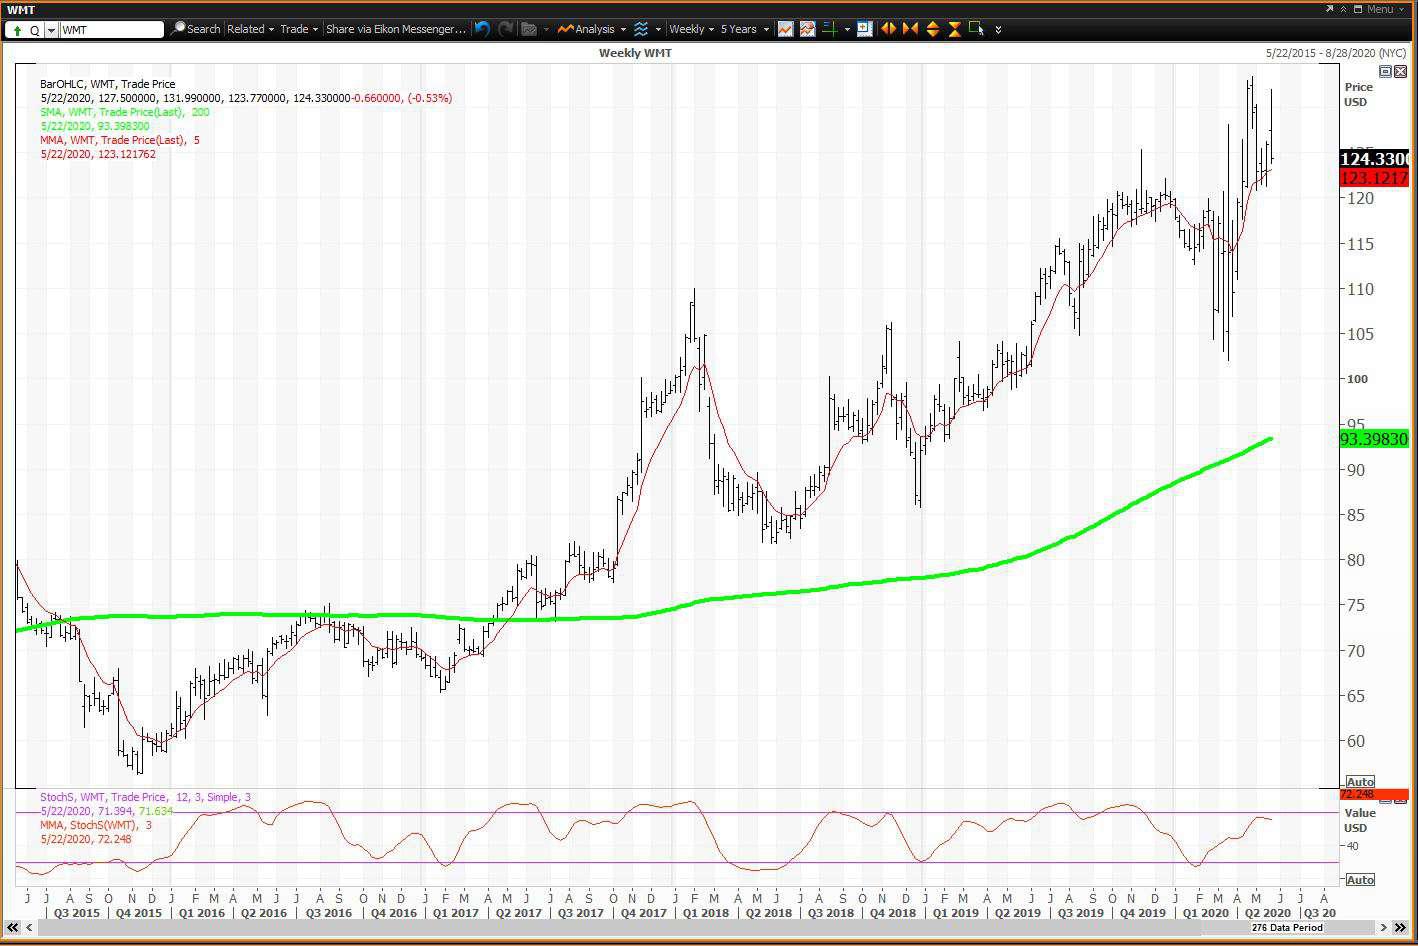 WMT
Menu
Q WMT Search Related Trade Share via Eikon Messenger... Analysis Weekly 5 Years
Weekly WMT
5/22/2015 - 8/28/2020 (NYC)
BarOHLC, WMT, Trade Price
5/22/2020, 127.500000, 131.990000, 123.770000, 124.330000-0.660000, (-0.53%)
SMA, WMT, Trade Price(Last), 200
5/22/2020, 93.398300
MMA, WMT, Trade Price(Last), 5
5/22/2020, 123.121762
Price
USD
124.3300
123.1217
120
115
110
105
100
95
93.39830
90
85
80
75
70
65
60
Auto
StochS, WMT, Trade Price, 12, 3, Simple, 3
5/22/2020, 71.394, 71.634
MMA, StochS(WMT), 3
5/22/2020, 72.248
72.248
Value
USD
40
Auto
J J A S O N D J F M A M J J A S O N D J F M A M J J A S O N D J F M A M J J A S O N D J F M A M J J A S O N D J F M A M J J A
Q3 2015 Q4 2015 Q1 2016 Q2 2016 Q3 2016 Q4 2016 Q1 2017 Q2 2017 Q3 2017 Q4 2017 Q1 2018 Q2 2018 Q3 2018 Q4 2018 Q1 2019 Q2 2019 Q3 2019 Q4 2019 Q1 2020 Q2 2020 Q3 20
276 Data Period